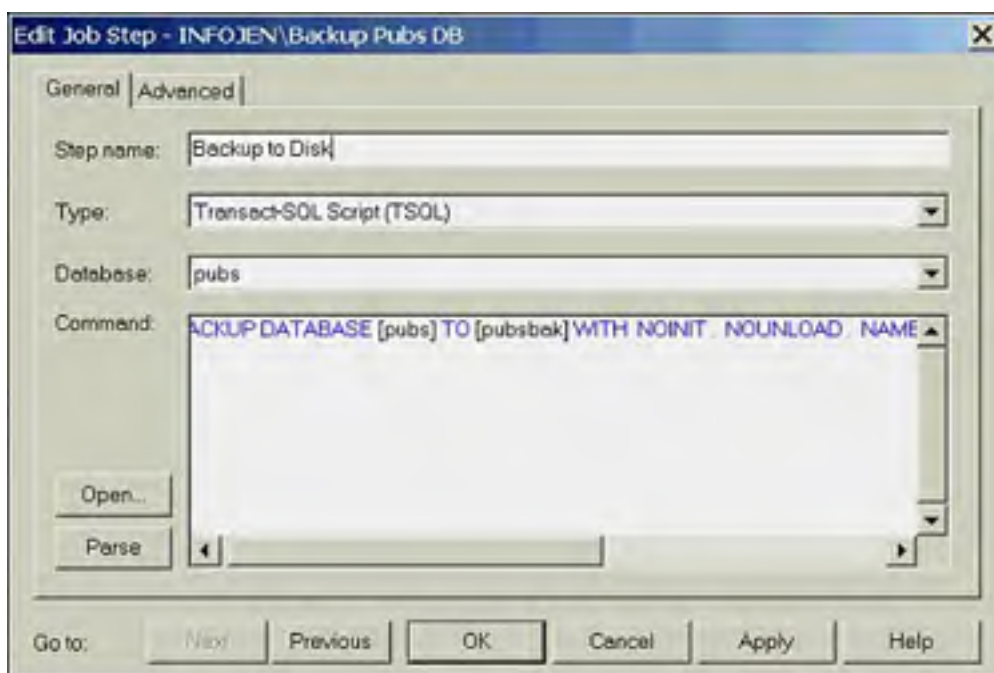 Edit Job Step - INFOJEN\Backup Pubs DB
General Advanced
Step name: Backup to Disk
Type: Transact-SQL Script (TSQL)
Database: pubs
Command: ACKUP DATABASE [pubs] TO [pubsbak] WITH NOINIT , NOUNLOAD , NAME
Open...
Parse
Go to: Next Previous OK Cancel Apply Help